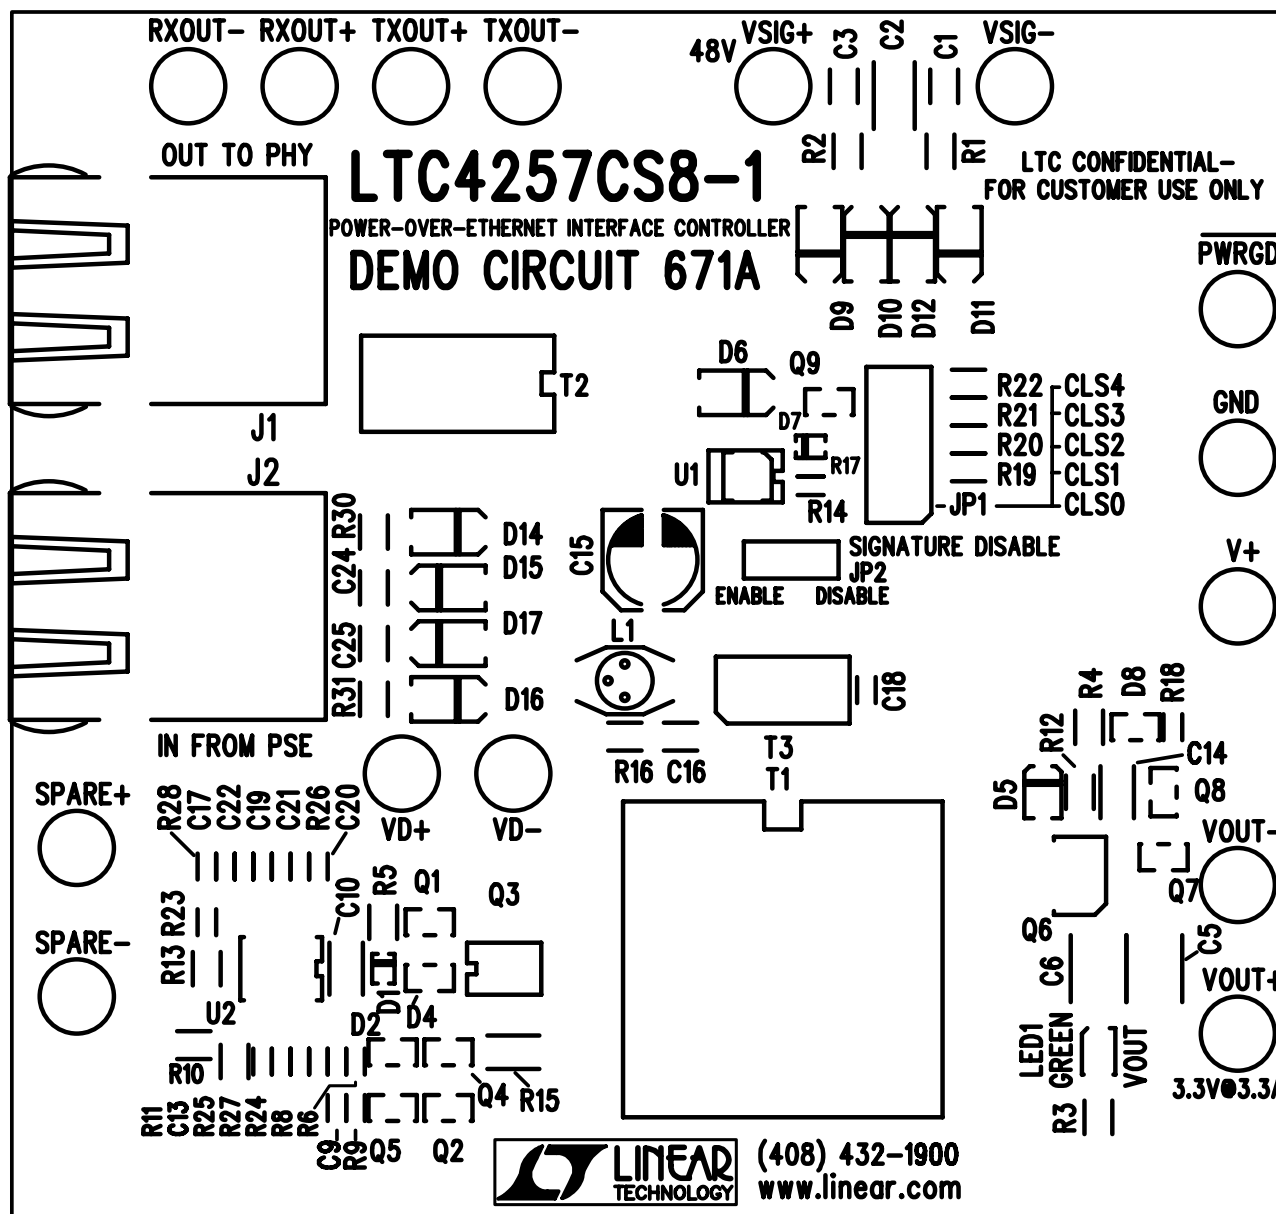 RXOUT- RXOUT+ TXOUT+ TXOUT-
48V VSIG+ C3 C2 C1 VSIG-
OUT TO PHY
R2 R1
LTC4257CS8-1
LTC CONFIDENTIAL-
FOR CUSTOMER USE ONLY
POWER-OVER-ETHERNET INTERFACE CONTROLLER
DEMO CIRCUIT 671A
PWRGD
D9 D10 D12 D11
D6 Q9
T2
R22 CLS4
R21 CLS3
R20 CLS2
R19 CLS1
JP1 CLS0
GND
J1
D7
U1 R17
J2
R14
R30 D14
C15
SIGNATURE DISABLE
JP2
ENABLE DISABLE
V+
C24 D15
C25 D17
L1
R31 D16
C18
R4 D8 R18
IN FROM PSE
R16 C16
T3
T1
R12
C14
SPARE+
R28 C17 C22 C19 C21 R26 C20
VD+ VD-
D5 Q8
VOUT-
C10 R5 Q1 Q3
Q7
R23
SPARE-
R13
Q6 C6 C5
U2
D1
D2 D4
VOUT+
R10
LED1
GREEN
VOUT
Q4 R15
3.3V@3.3A
R11 C13 R25 R27 R24 R8 R6
C9 R9 Q5 Q2
R3
LINEAR
TECHNOLOGY
(408) 432-1900
www.linear.com